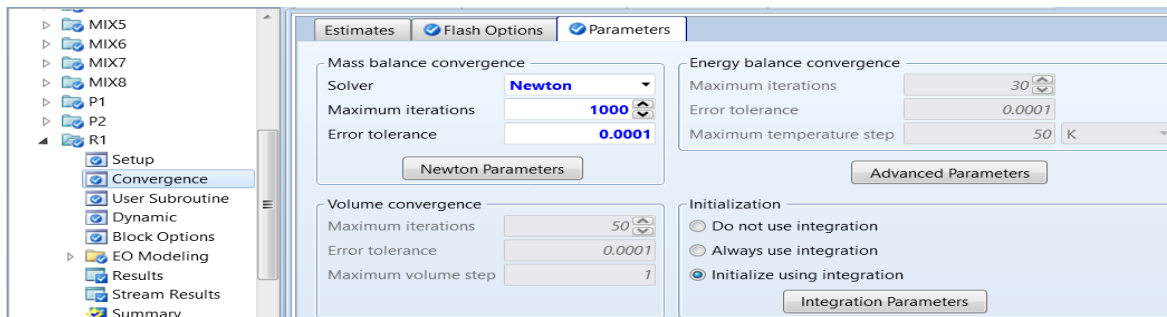 MIX5
MIX6
MIX7
MIX8
P1
P2
R1
Setup
Convergence
User Subroutine
Dynamic
Block Options
EO Modeling
Results
Stream Results
Summary
Estimates Flash Options Parameters
Mass balance convergence
Solver Newton
Maximum iterations 1000
Error tolerance 0.0001
Newton Parameters
Energy balance convergence
Maximum iterations 30
Error tolerance 0.0001
Maximum temperature step 50 K
Advanced Parameters
Volume convergence
Maximum iterations 50
Error tolerance 0.0001
Maximum volume step 1
Initialization
Do not use integration
Always use integration
Initialize using integration
Integration Parameters